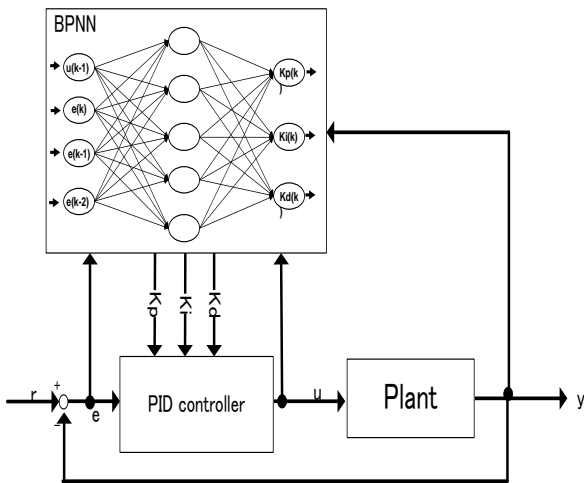 BPNN
u(k-1)
e(k)
e(k-1)
e(k-2)
Kp(k
)
Ki(k)
Kd(k
)
Kp
Ki
Kd
r
+
−
e
PID controller
u
Plant
y